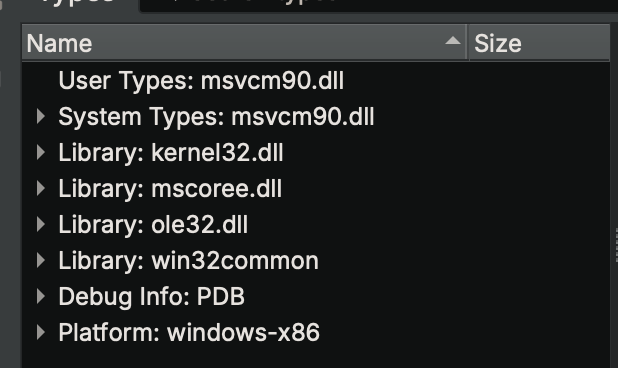 Types
Name
Size
User Types: msvcm90.dll
System Types: msvcm90.dll
Library: kernel32.dll
Library: mscoree.dll
Library: ole32.dll
Library: win32common
Debug Info: PDB
Platform: windows-x86